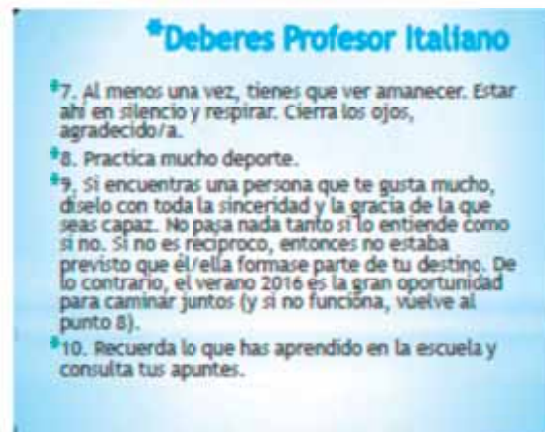 *Deberes Profesor Italiano
*7. Al menos una vez, tienes que ver amanecer. Estar
ahí en silencio y respirar. Cierra los ojos,
agradecido/a.
*8. Practica mucho deporte.
*9. Si encuentras una persona que te gusta mucho,
díselo con toda la sinceridad y la gracia de la que
seas capaz. No pasa nada tanto si lo entiende como
si no. Si no es recíproco, entonces no estaba
previsto que él/ella formase parte de tu destino. De
lo contrario, el verano 2016 es la gran oportunidad
para caminar juntos (y si no funciona, vuelve al
punto 8).
*10. Recuerda lo que has aprendido en la escuela y
consulta tus apuntes.